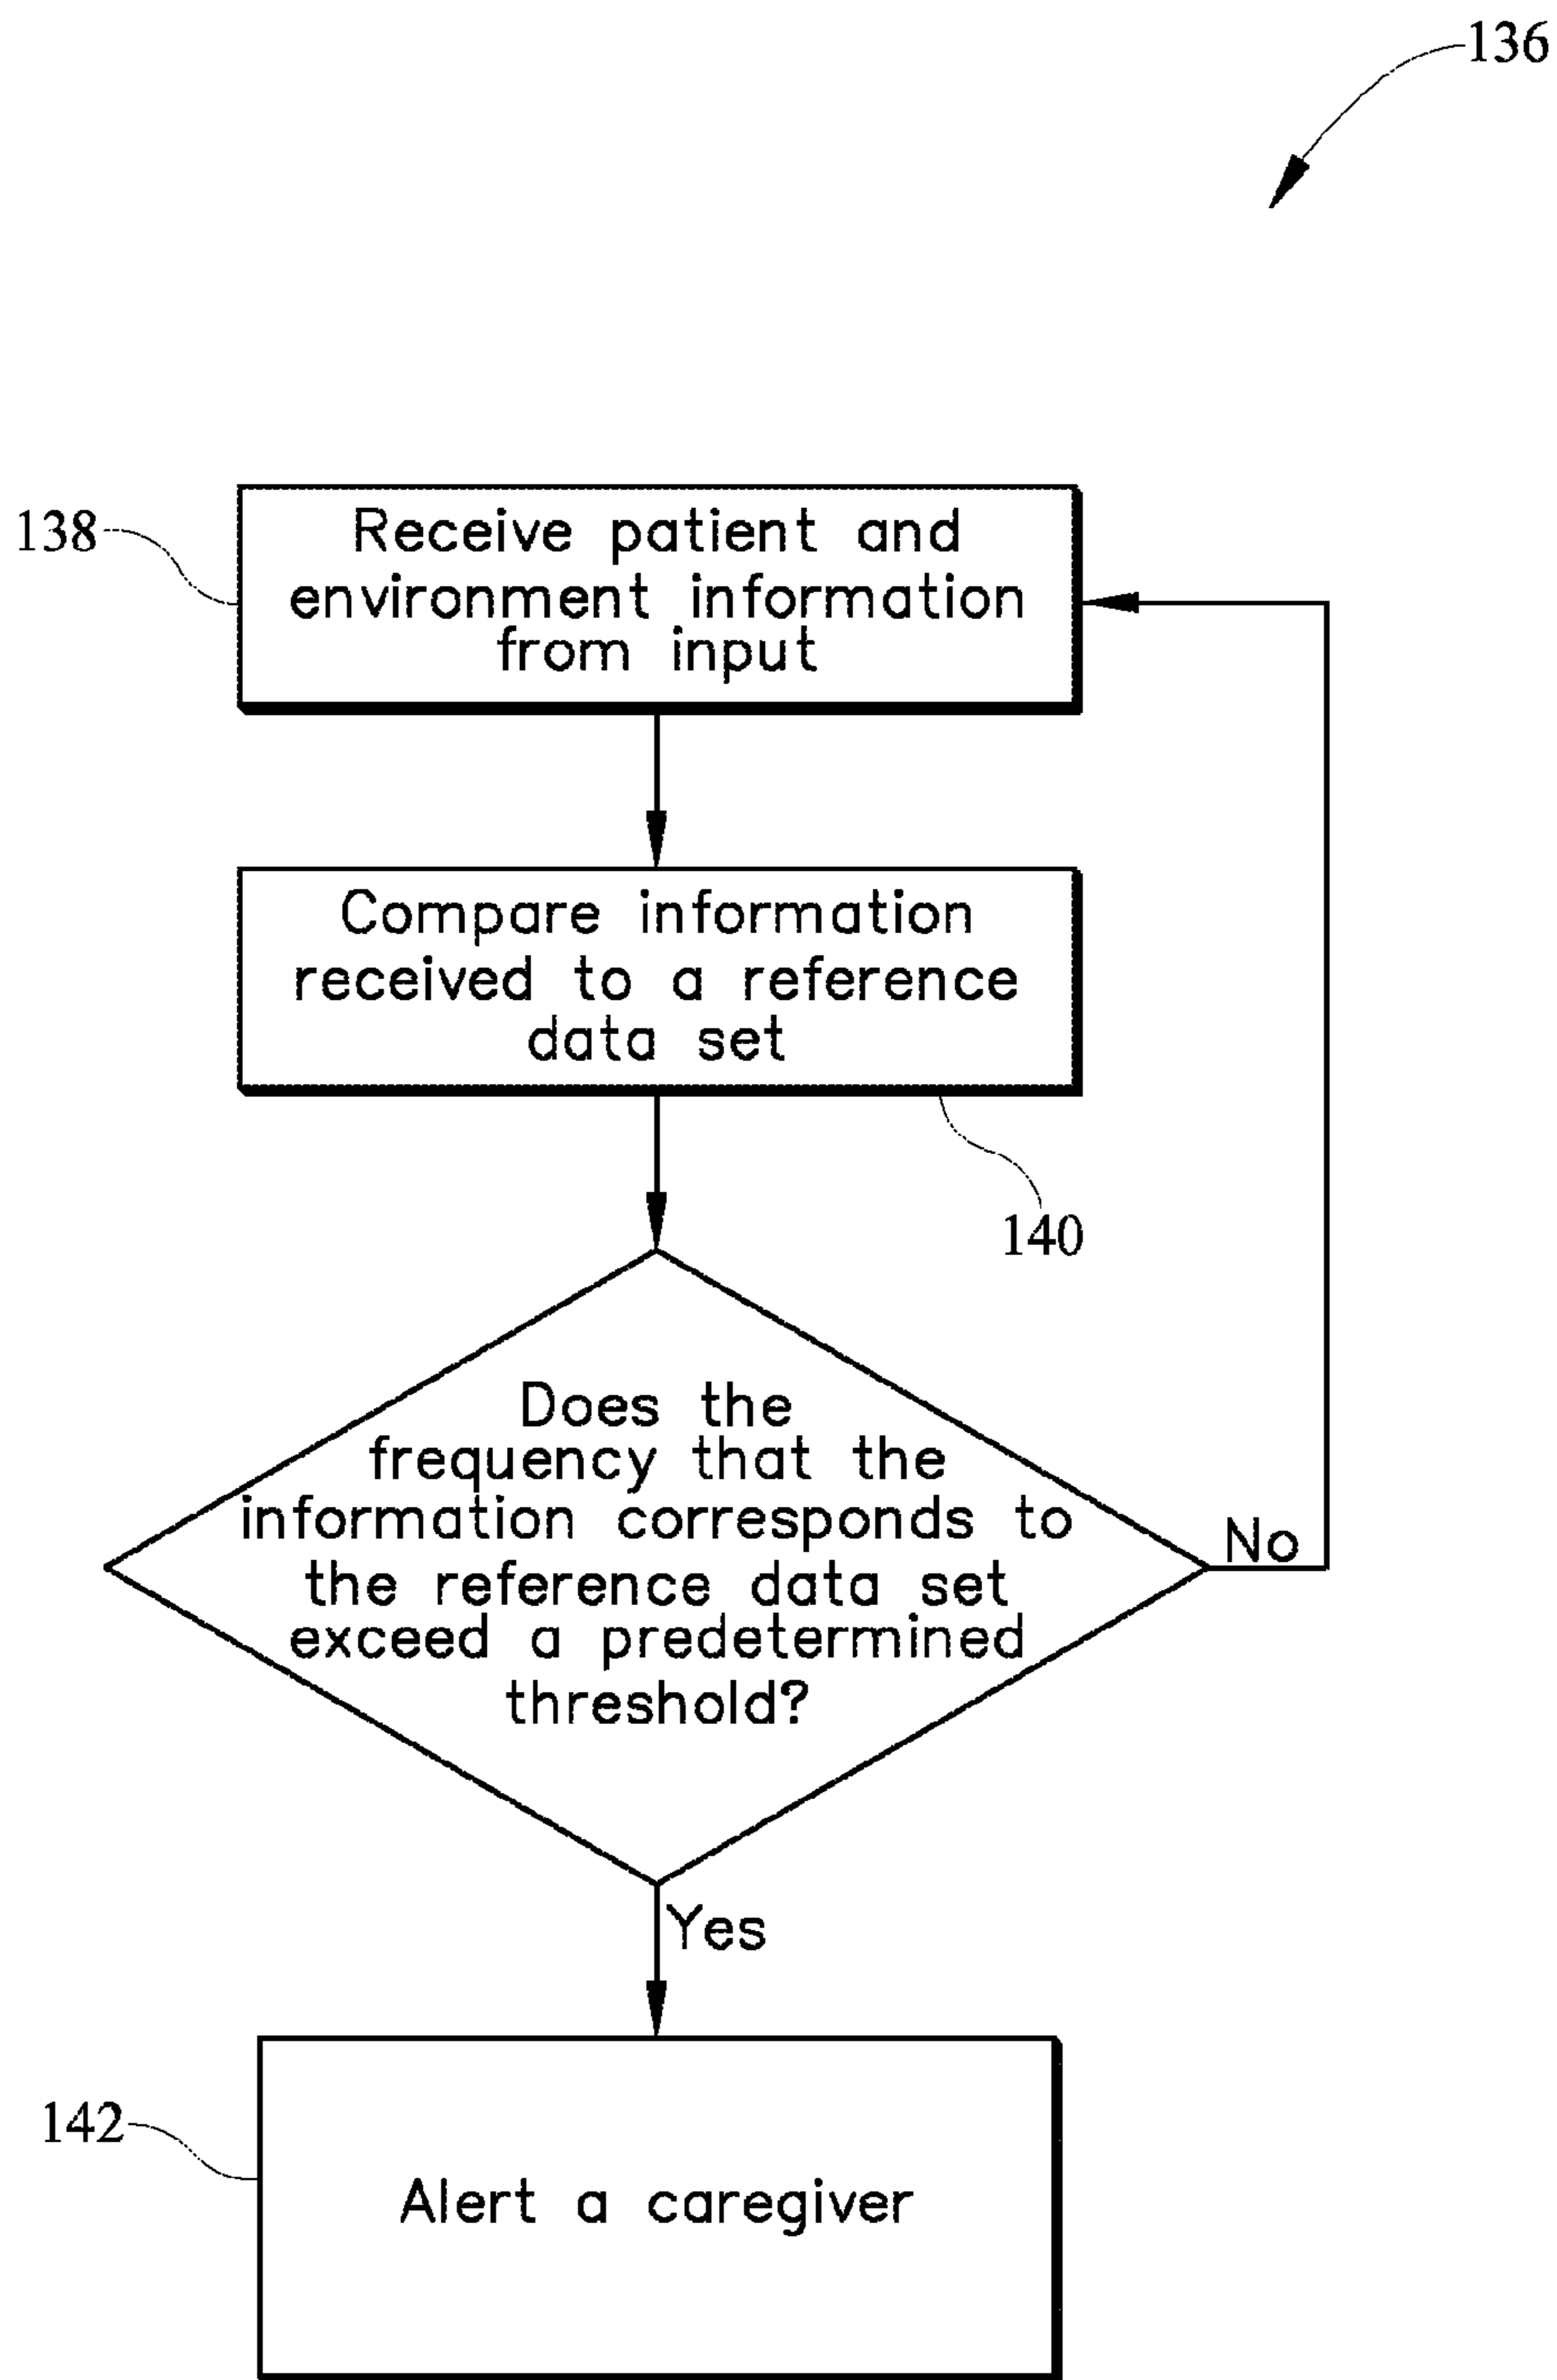 136
138
Receive patient and
environment information
from input
Compare information
received to a reference
data set
140
Does the
frequency that the
information corresponds to
the reference data set
exceed a predetermined
threshold?
No
Yes
142
Alert a caregiver